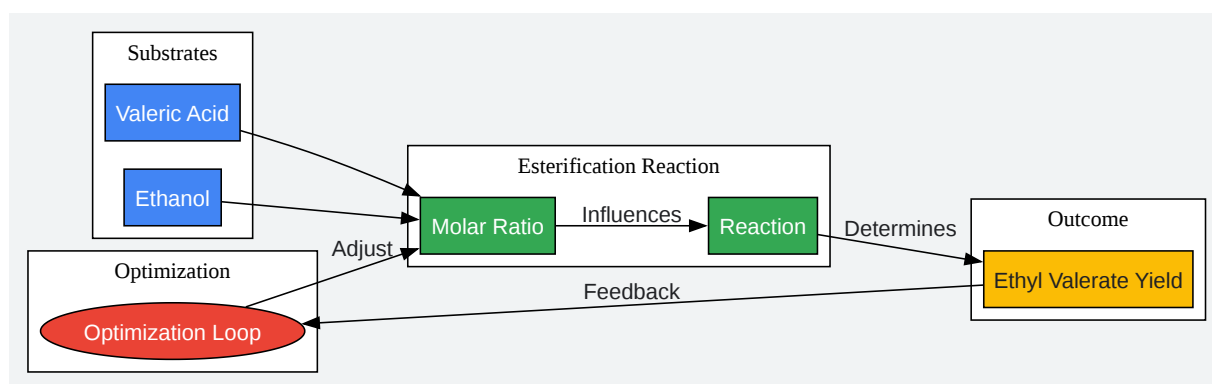 Substrates
Valeric Acid
Ethanol
Esterification Reaction
Molar Ratio
Influences
Reaction
Determines
Outcome
Ethyl Valerate Yield
Adjust
Feedback
Optimization
Optimization Loop